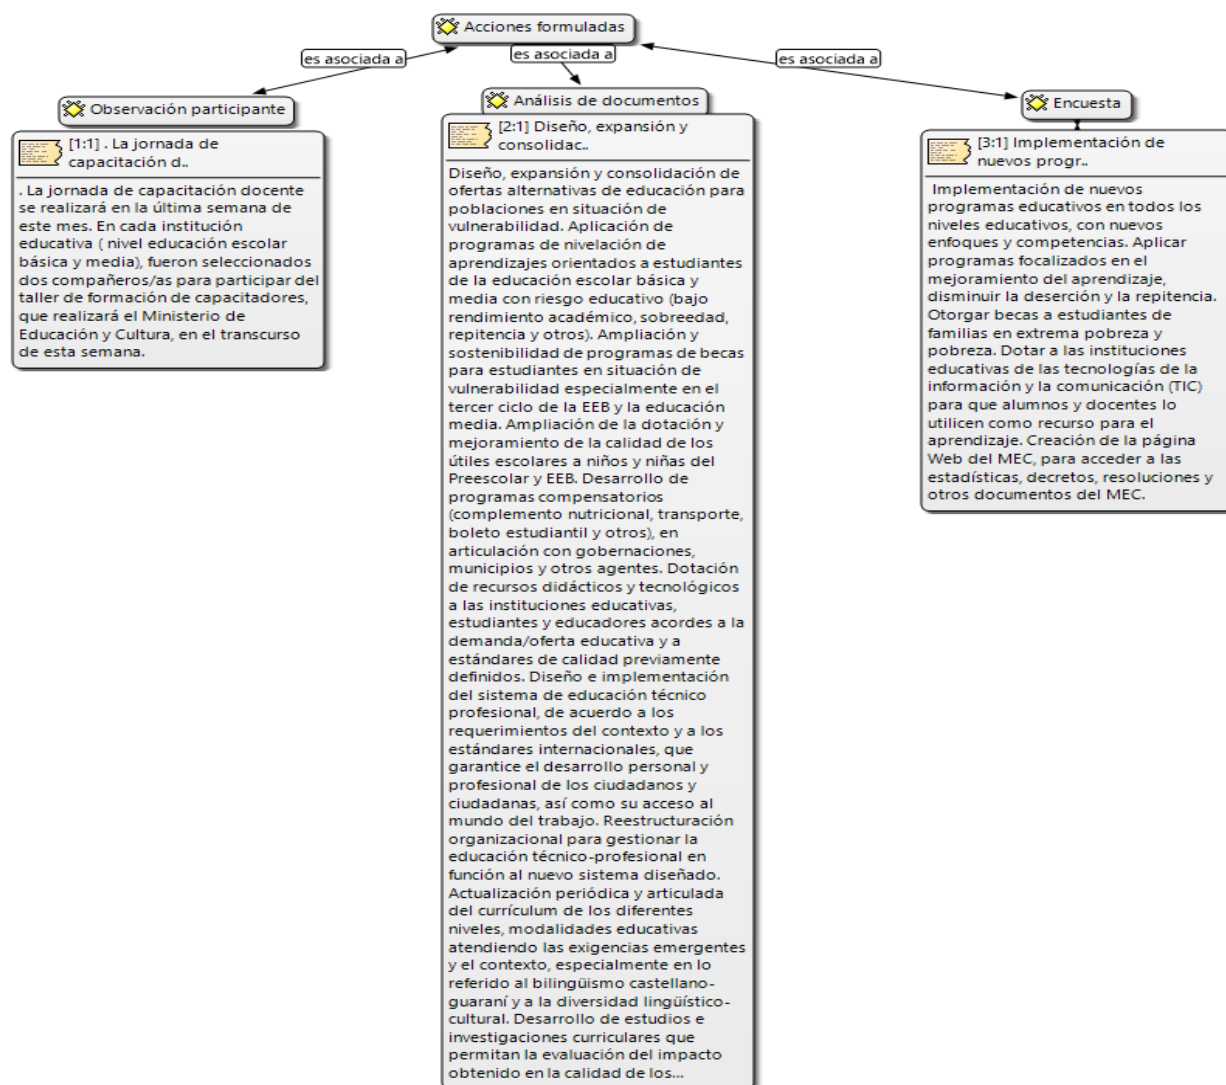 Acciones formuladas
es asociada a
es asociada a
es asociada a
Observación participante
[1:1] . La jornada de
capacitación d..
. La jornada de capacitación docente
se realizará en la última semana de
este mes. En cada institución
educativa ( nivel educación escolar
básica y media), fueron seleccionados
dos compañeros/as para participar del
taller de formación de capacitadores,
que realizará el Ministerio de
Educación y Cultura, en el transcurso
de esta semana.
Análisis de documentos
[2:1] Diseño, expansión y
consolidac..
Diseño, expansión y consolidación de
ofertas alternativas de educación para
poblaciones en situación de
vulnerabilidad. Aplicación de
programas de nivelación de
aprendizajes orientados a estudiantes
de la educación escolar básica y
media con riesgo educativo (bajo
rendimiento académico, sobreedad,
repitencia y otros). Ampliación y
sostenibilidad de programas de becas
para estudiantes en situación de
vulnerabilidad especialmente en el
tercer ciclo de la EEB y la educación
media. Ampliación de la dotación y
mejoramiento de la calidad de los
útiles escolares a niños y niñas del
Preescolar y EEB. Desarrollo de
programas compensatorios
(complemento nutricional, transporte,
boleto estudiantil y otros), en
articulación con gobernaciones,
municipios y otros agentes. Dotación
de recursos didácticos y tecnológicos
a las instituciones educativas,
estudiantes y educadores acordes a la
demanda/oferta educativa y a
estándares de calidad previamente
definidos. Diseño e implementación
del sistema de educación técnico
profesional, de acuerdo a los
requerimientos del contexto y a los
estándares internacionales, que
garantice el desarrollo personal y
profesional de los ciudadanos y
ciudadanas, así como su acceso al
mundo del trabajo. Reestructuración
organizacional para gestionar la
educación técnico-profesional en
función al nuevo sistema diseñado.
Actualización periódica y articulada
del currículum de los diferentes
niveles, modalidades educativas
atendiendo las exigencias emergentes
y el contexto, especialmente en lo
referido al bilingüismo castellano-
guaraní y a la diversidad lingüístico-
cultural. Desarrollo de estudios e
investigaciones curriculares que
permitan la evaluación del impacto
obtenido en la calidad de los...
Encuesta
[3:1] Implementación de
nuevos progr..
Implementación de nuevos
programas educativos en todos los
niveles educativos, con nuevos
enfoques y competencias. Aplicar
programas focalizados en el
mejoramiento del aprendizaje,
disminuir la deserción y la repitencia.
Otorgar becas a estudiantes de
familias en extrema pobreza y
pobreza. Dotar a las instituciones
educativas de las tecnologías de la
información y la comunicación (TIC)
para que alumnos y docentes lo
utilicen como recurso para el
aprendizaje. Creación de la página
Web del MEC, para acceder a las
estadísticas, decretos, resoluciones y
otros documentos del MEC.